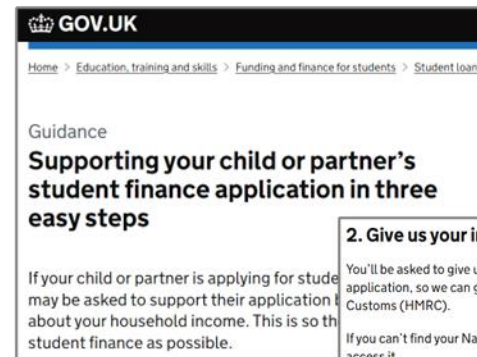 GOV.UK
Home > Education, training and skills > Funding and finance for students > Student loan
Guidance
Supporting your child or partner's
student finance application in three
easy steps
If your child or partner is applying for stude
may be asked to support their application
about your household income. This is so th
student finance as possible.
2. Give us your i
You'll be asked to give u
application, so we can g
Customs (HMRC).
If you can't find your Na
access it